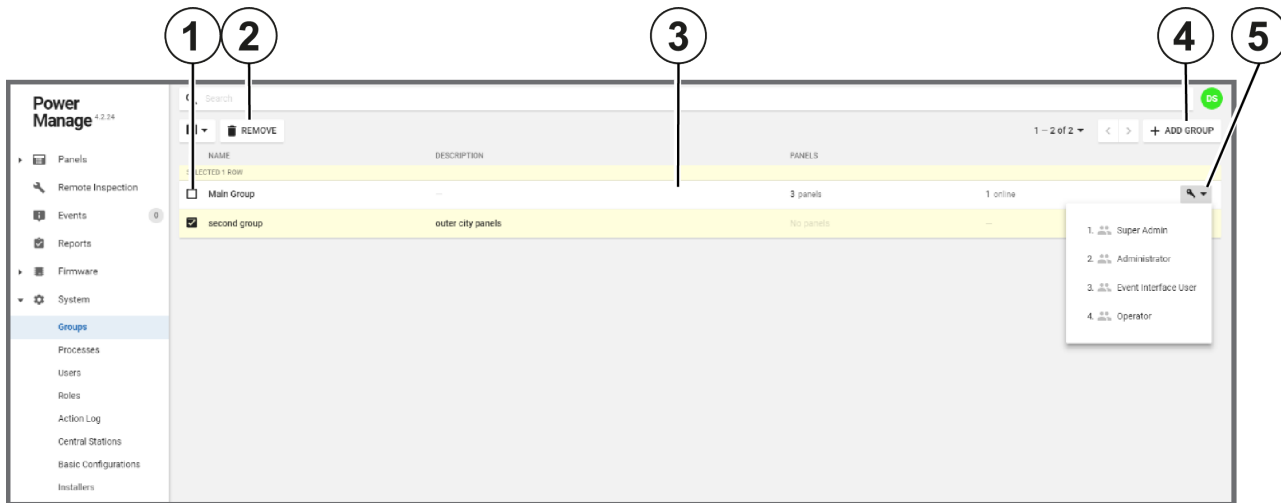 1 2 3 4 5
Power
Manage 4.2.24
Search
DS
REMOVE
1 – 2 of 2
+ ADD GROUP
NAME DESCRIPTION PANELS
SELECTED 1 ROW
Main Group — 3 panels 1 online
second group outer city panels No panels —
1. Super Admin
2. Administrator
3. Event Interface User
4. Operator
Panels
Remote Inspection
Events 0
Reports
Firmware
System
Groups
Processes
Users
Roles
Action Log
Central Stations
Basic Configurations
Installers